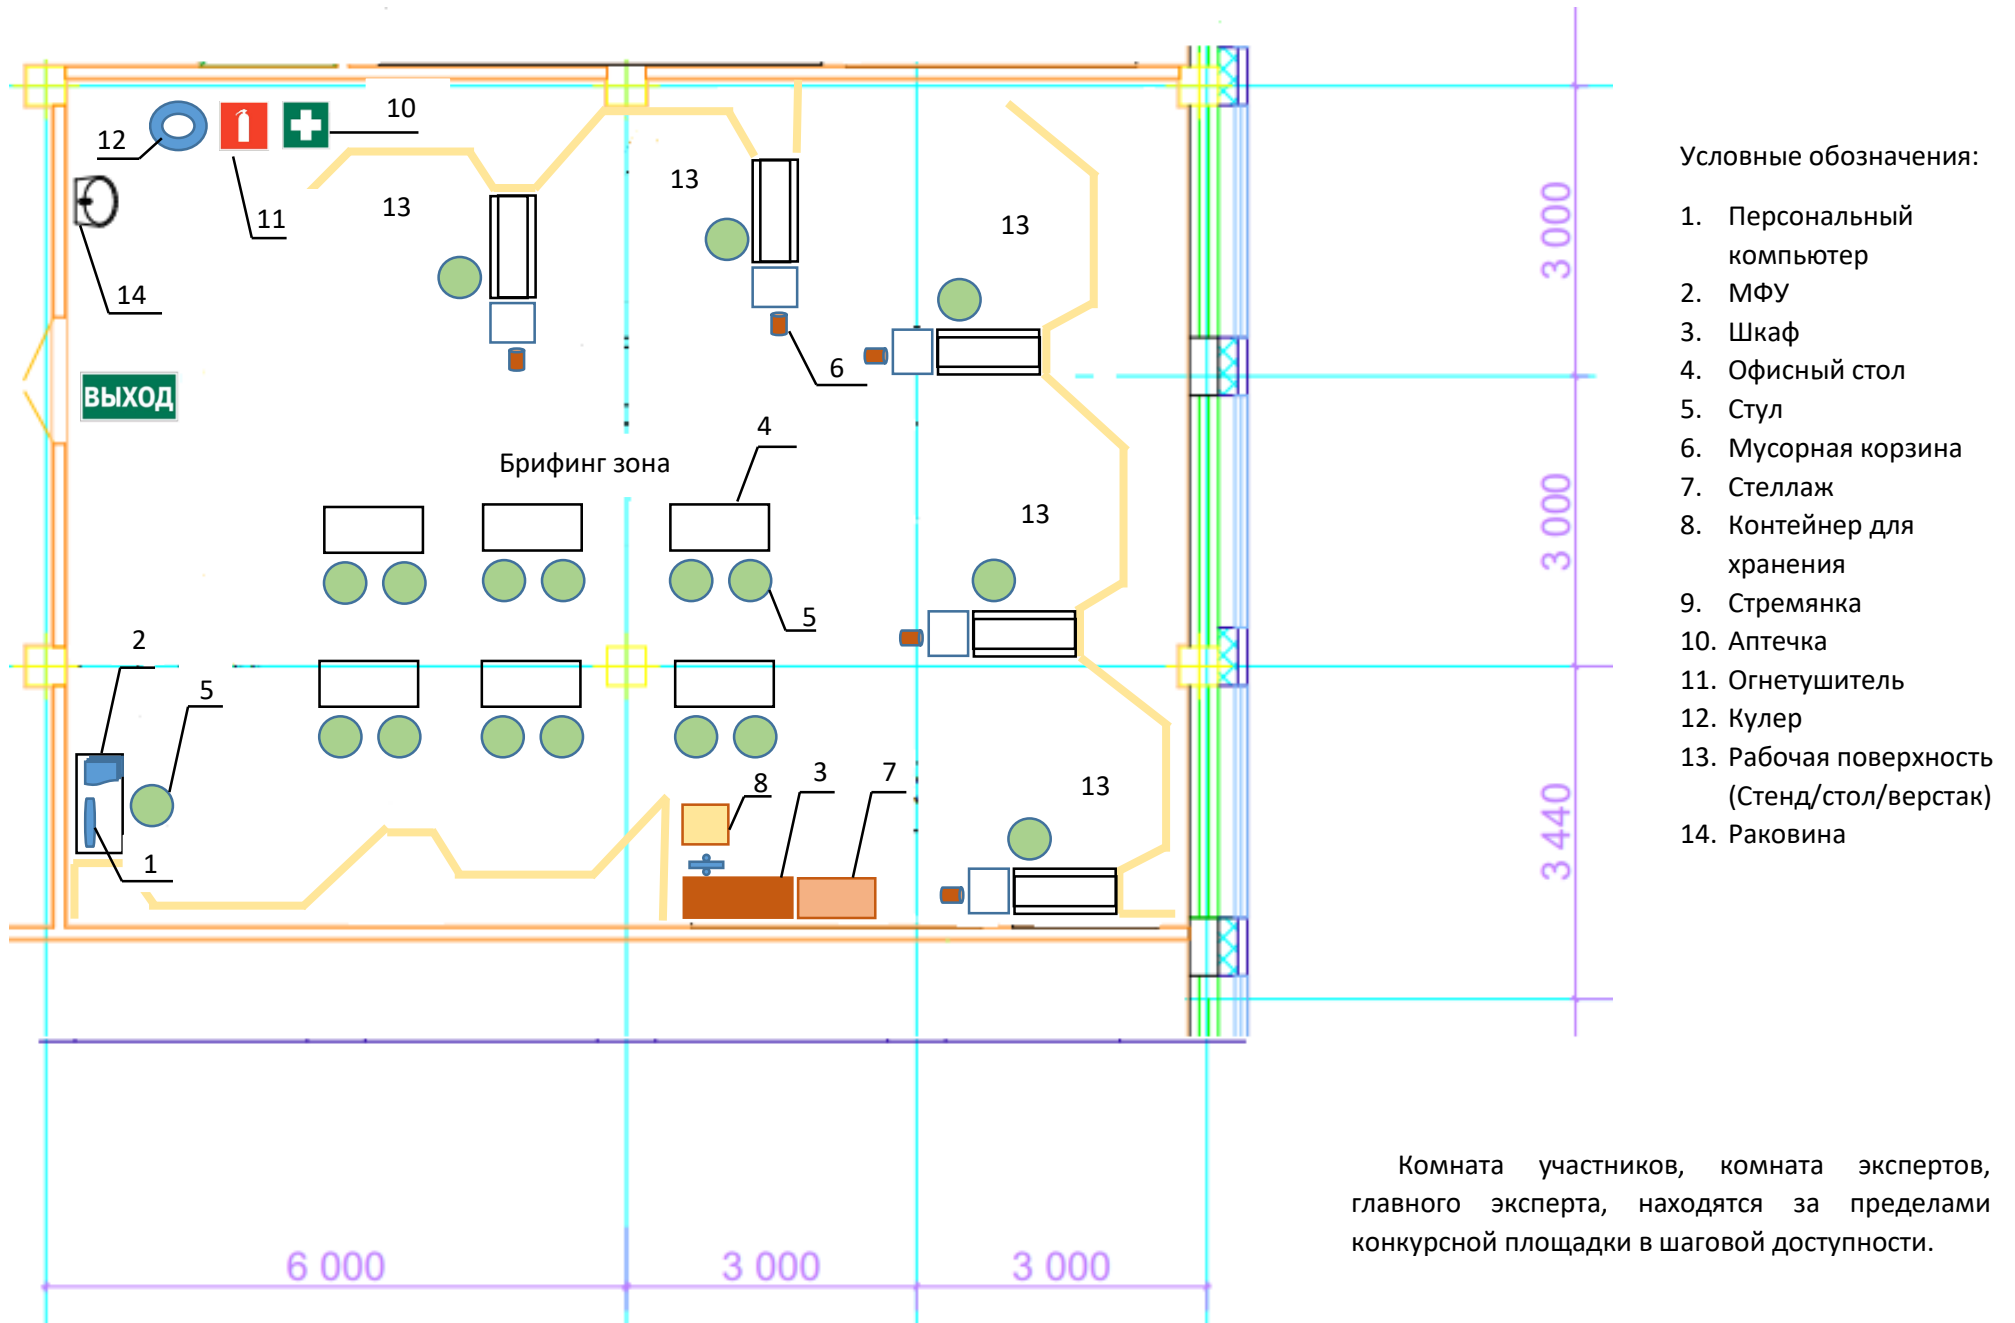 10
12
13
13
11
13
14
6
ВЫХОД
4
Брифинг зона
13
5
2
5
8
3
7
13
1
3 000
3 000
3 440
6 000
3 000
3 000
Условные обозначения:
1. Персональный
компьютер
2. МФУ
3. Шкаф
4. Офисный стол
5. Стул
6. Мусорная корзина
7. Стеллаж
8. Контейнер для
хранения
9. Стремянка
10. Аптечка
11. Огнетушитель
12. Кулер
13. Рабочая поверхность
(Стенд/стол/верстак)
14. Раковина
Комната участников, комната экспертов,
главного эксперта, находятся за пределами
конкурсной площадки в шаговой доступности.